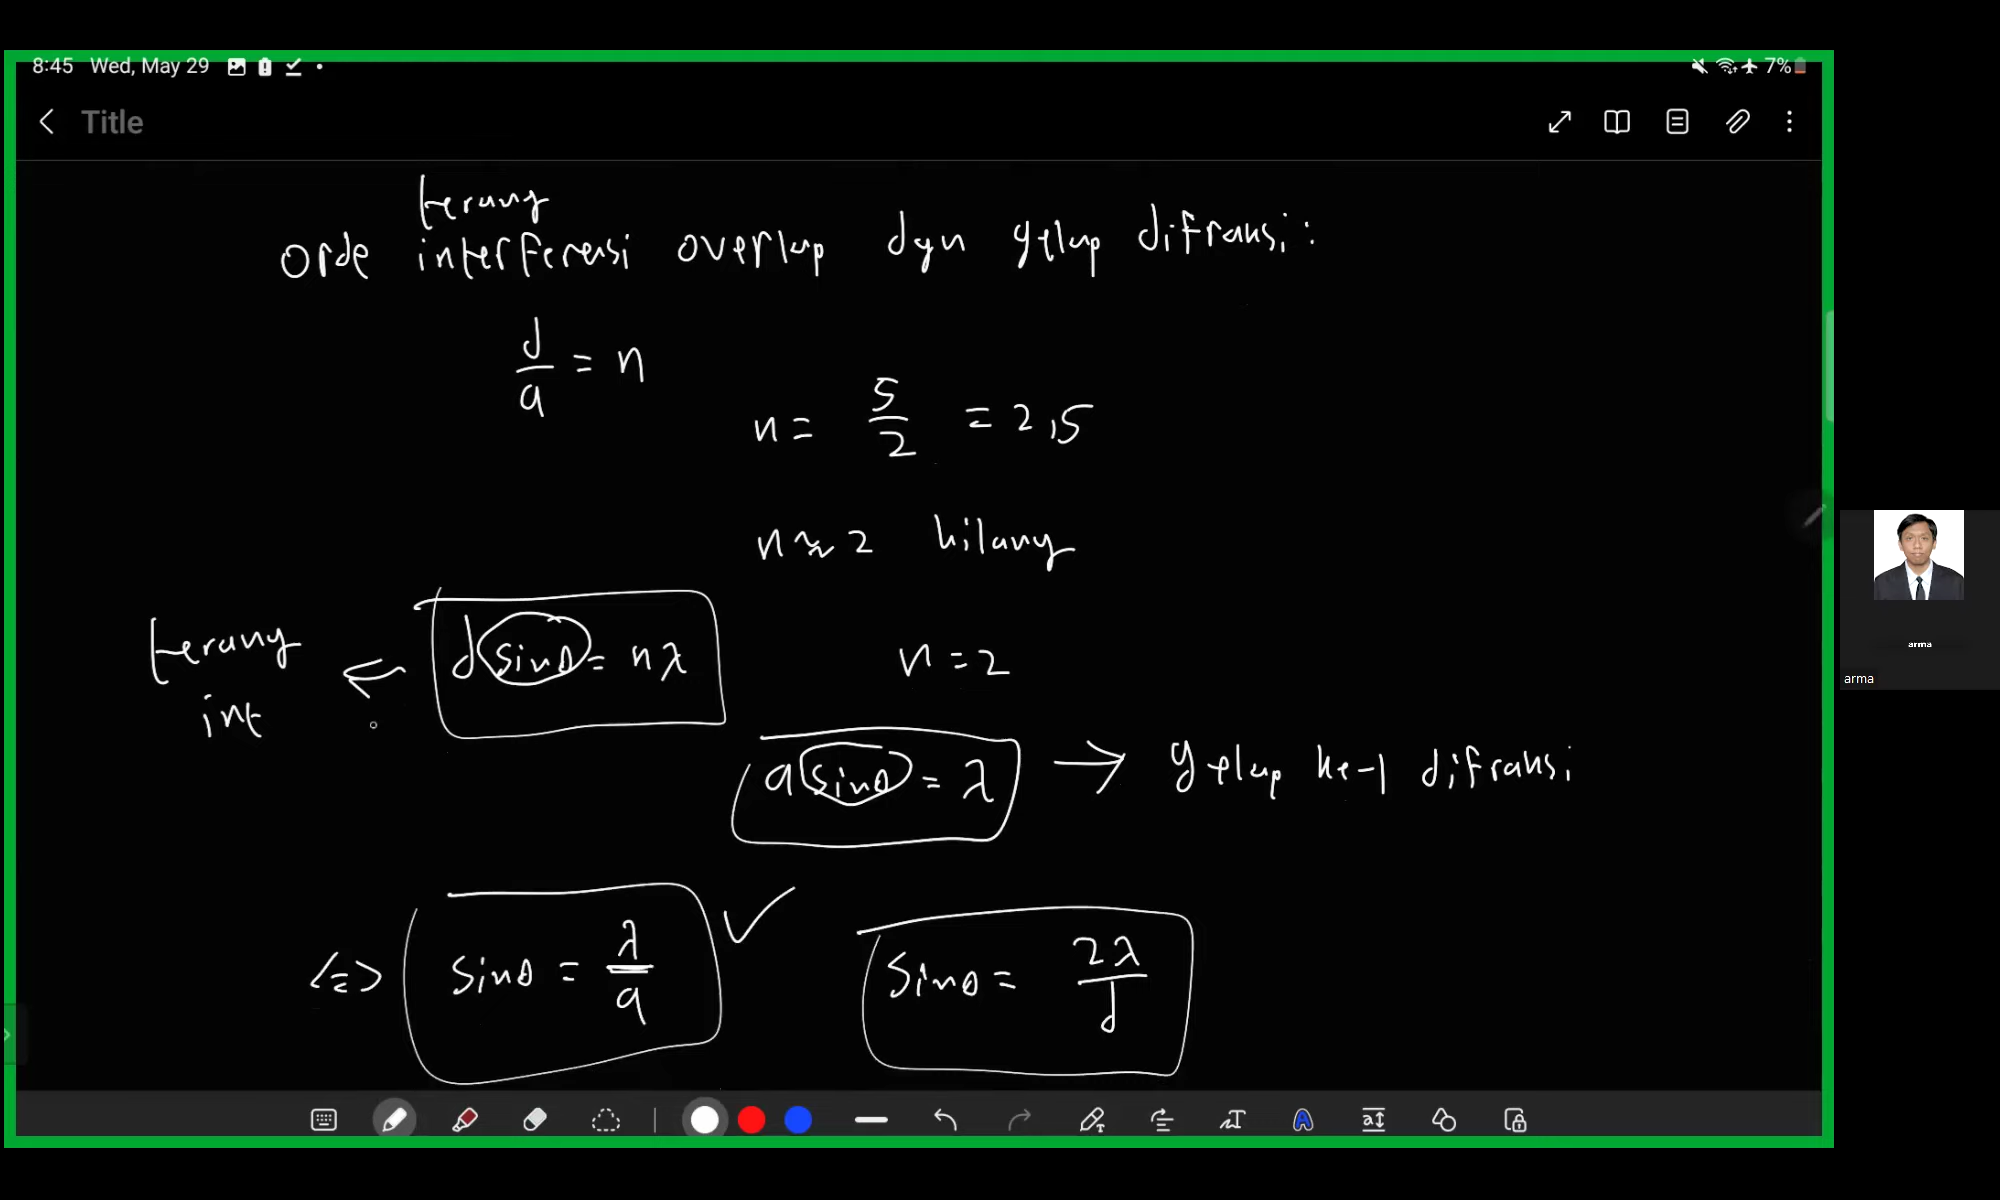 8:45 Wed, May 29 7%
Title
terang
Orde interferensi overlap dgn gelap difraksi:
d/a = n
n = 5/2 = 2,5
n ≈ 2 hilang
terang int ← d sinθ = nλ
n = 2
a sinθ = λ → gelap ke-1 difraksi
<=> sinθ = λ/a ✓ sinθ = 2λ/d
arma
arma